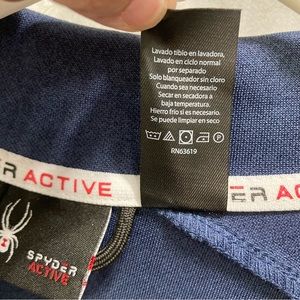 Lavado tibio en lavadora,
Lavado en ciclo normal
por separado
Solo blanqueador sin cloro
Cuando sea necesario
Secar en secadora a
baja temperatura.
Hierro frío si es necesario.
Se puede limpiar en seco
P
RN63619
DER ACTIVE
ER ACTIVE
SPYDER
ACTIVE